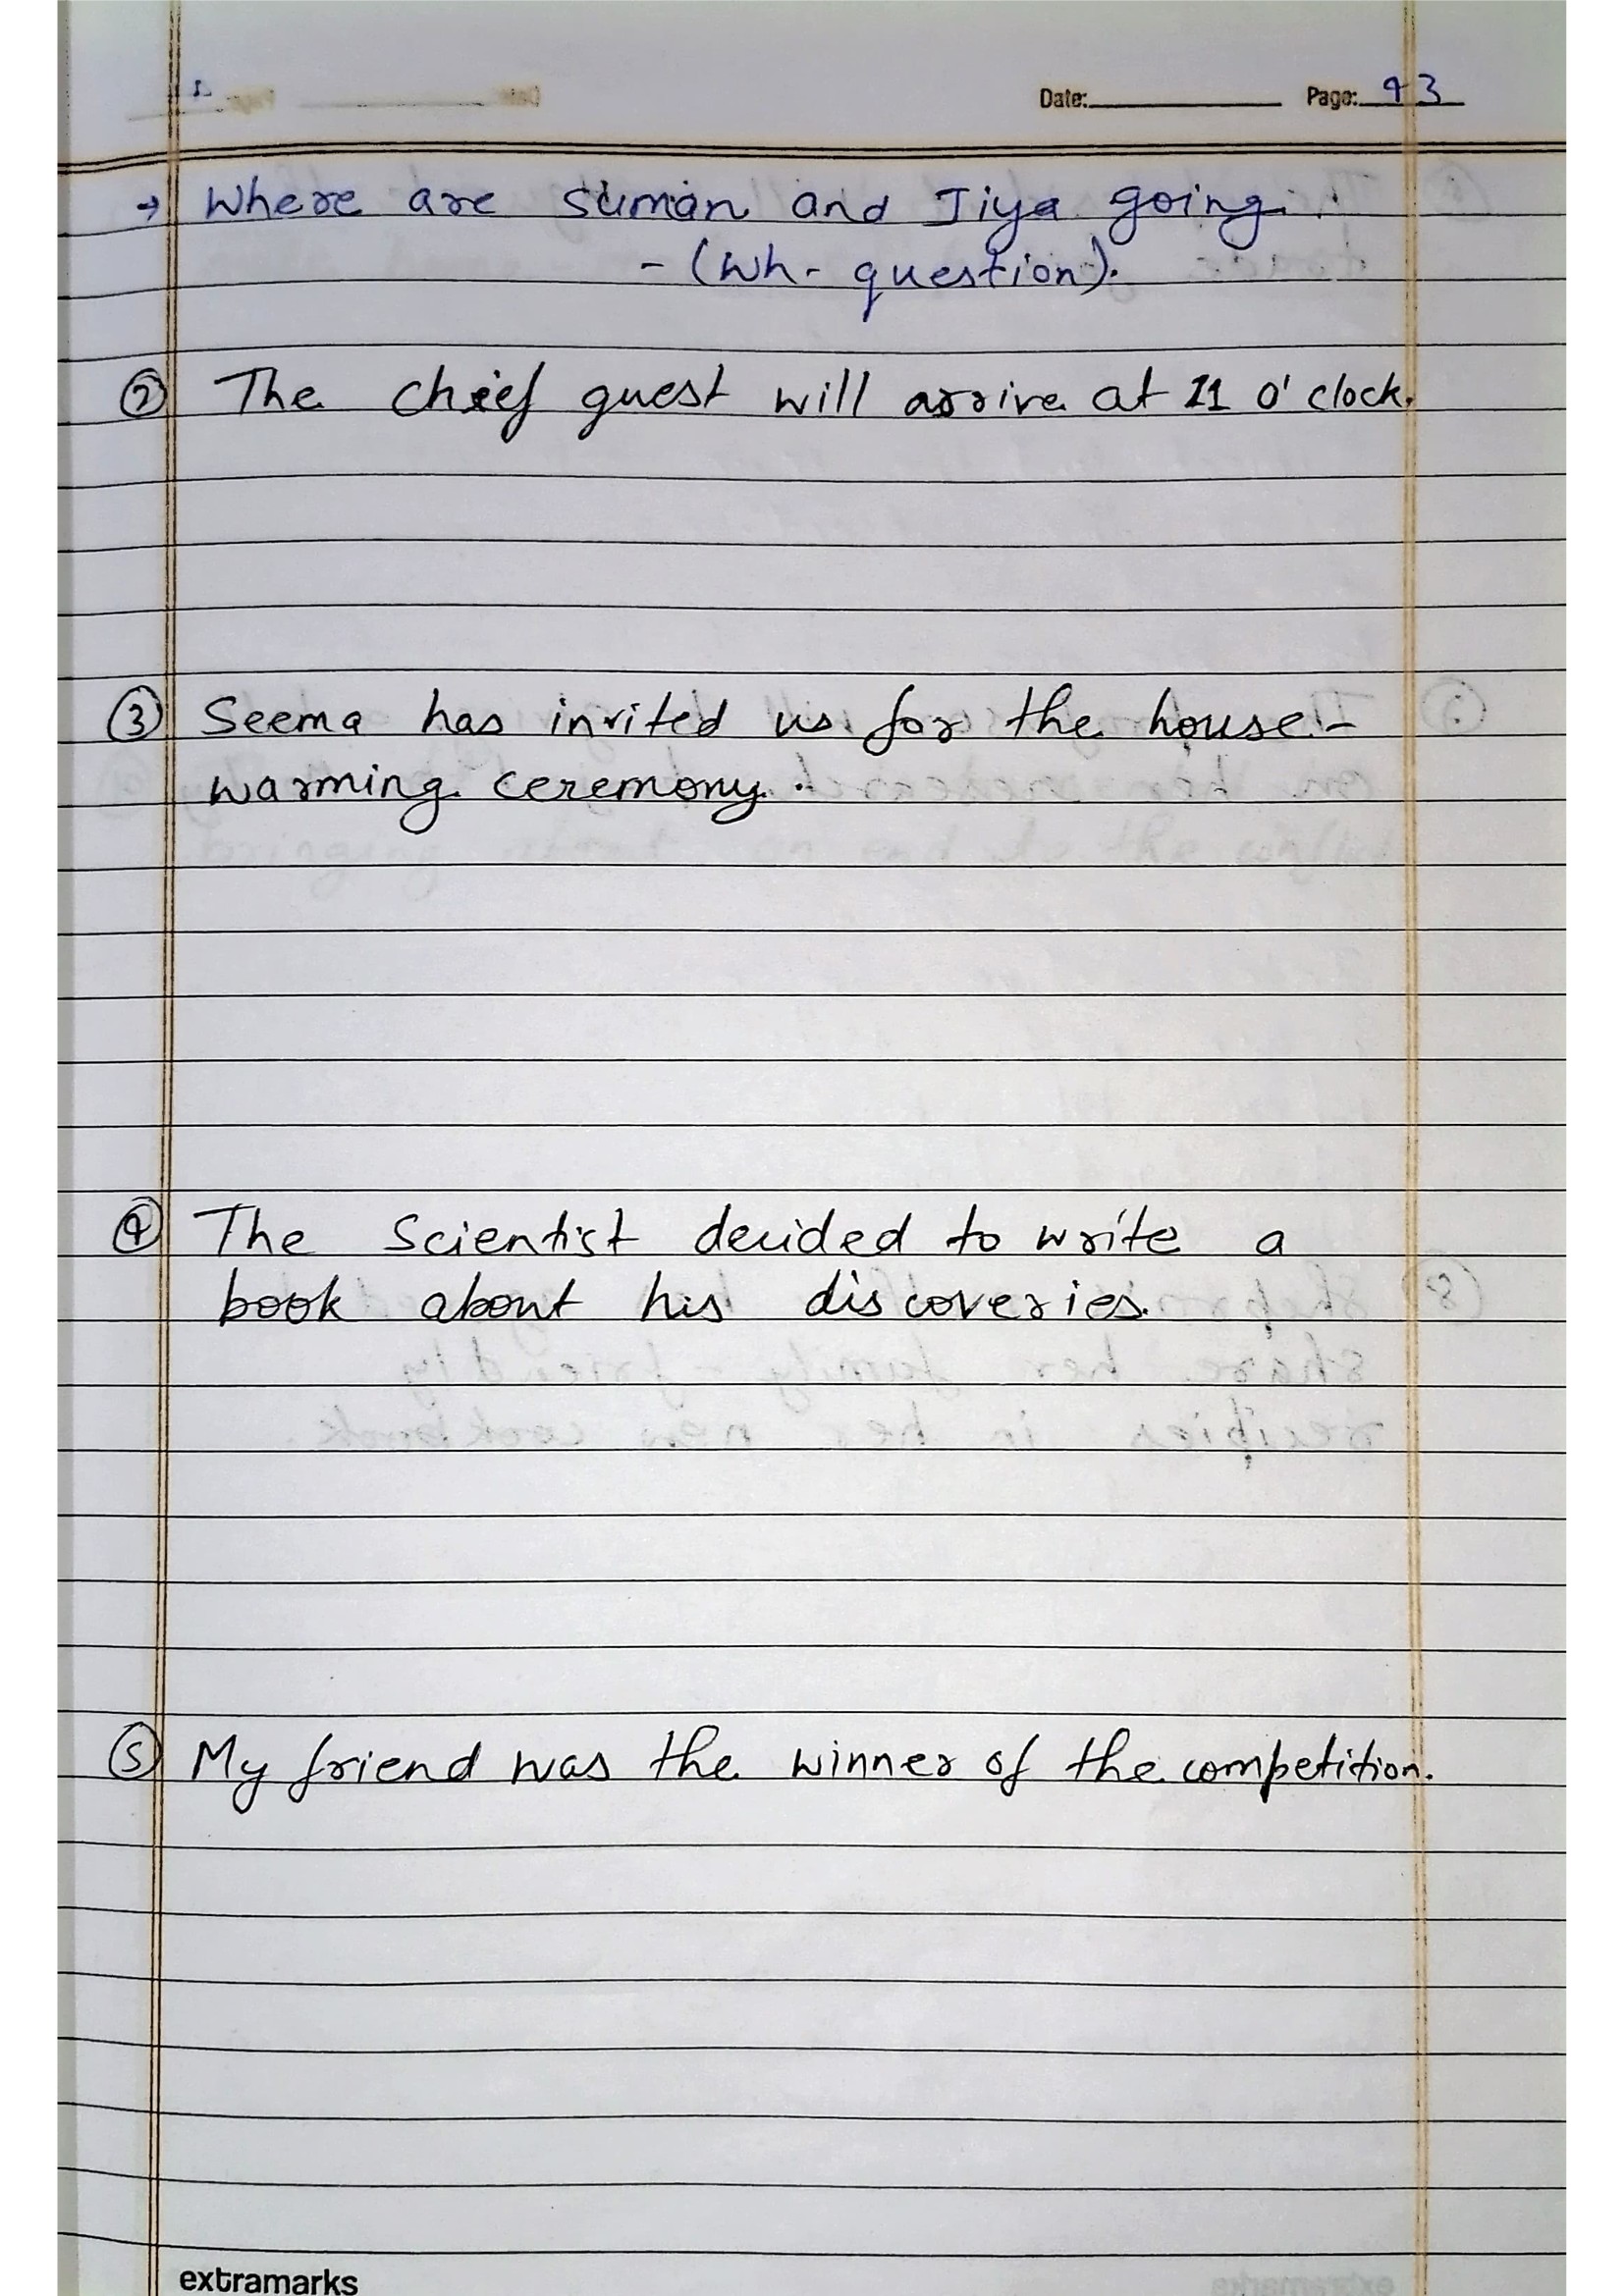 Date: Page: 93
→ Where are Suman and Jiya going.
- (Wh- question).
② The chief guest will arrive at 11 o'clock.
③ Seema has invited us for the house-
warming ceremony.
④ The Scientist decided to write a
book about his discoveries.
⑤ My friend was the winner of the competition.
extramarks